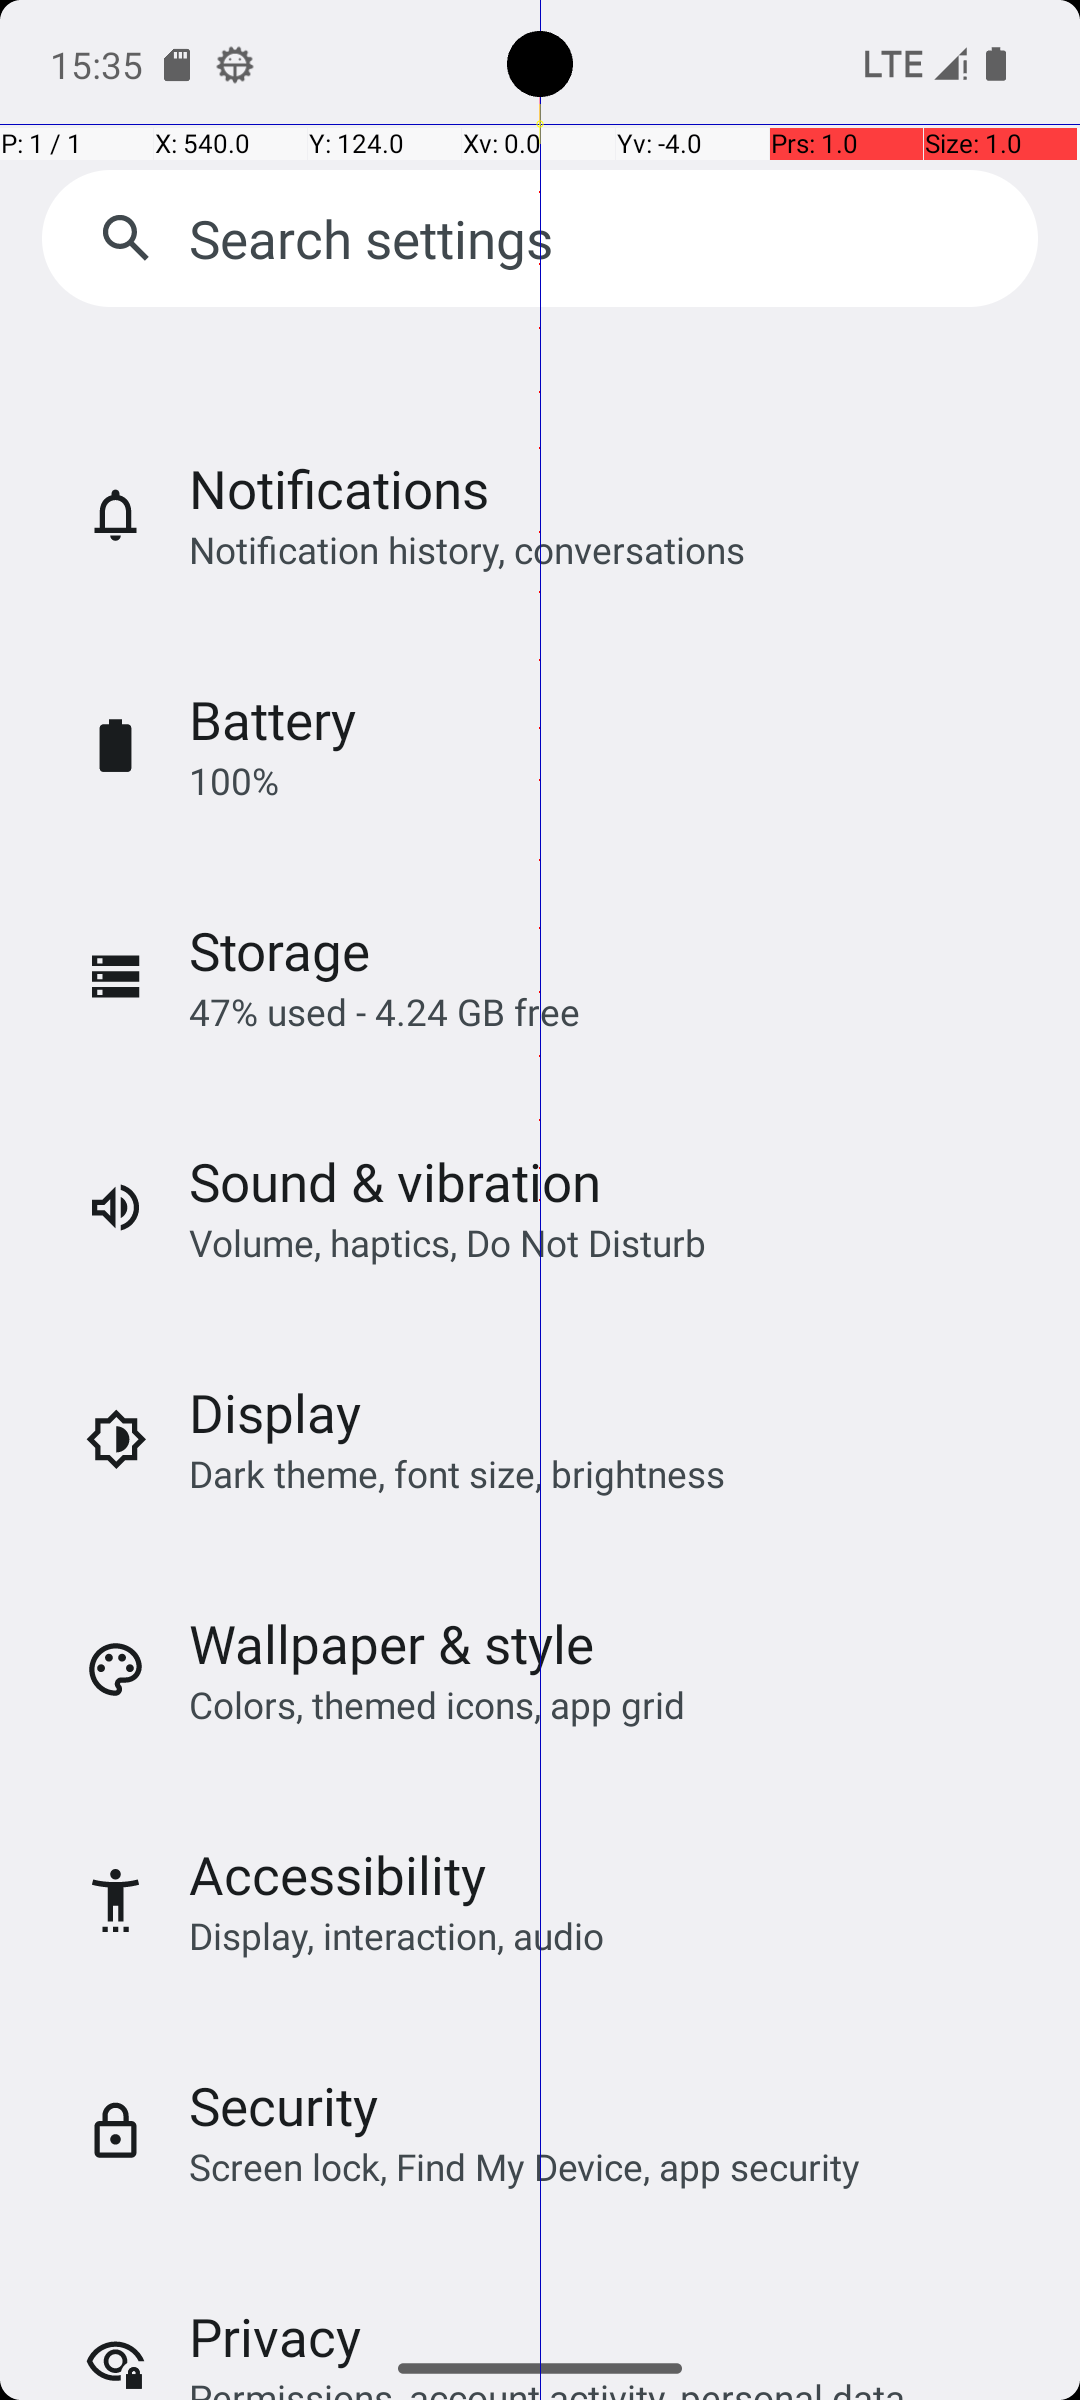 15:35 LTE
P: 1 / 1 X: 540.0 Y: 124.0 Xv: 0.0 Yv: -4.0 Prs: 1.0 Size: 1.0
Search settings
Notifications
Notification history, conversations
Battery
100%
Storage
47% used - 4.24 GB free
Sound & vibration
Volume, haptics, Do Not Disturb
Display
Dark theme, font size, brightness
Wallpaper & style
Colors, themed icons, app grid
Accessibility
Display, interaction, audio
Security
Screen lock, Find My Device, app security
Privacy
Permissions, account activity, personal data